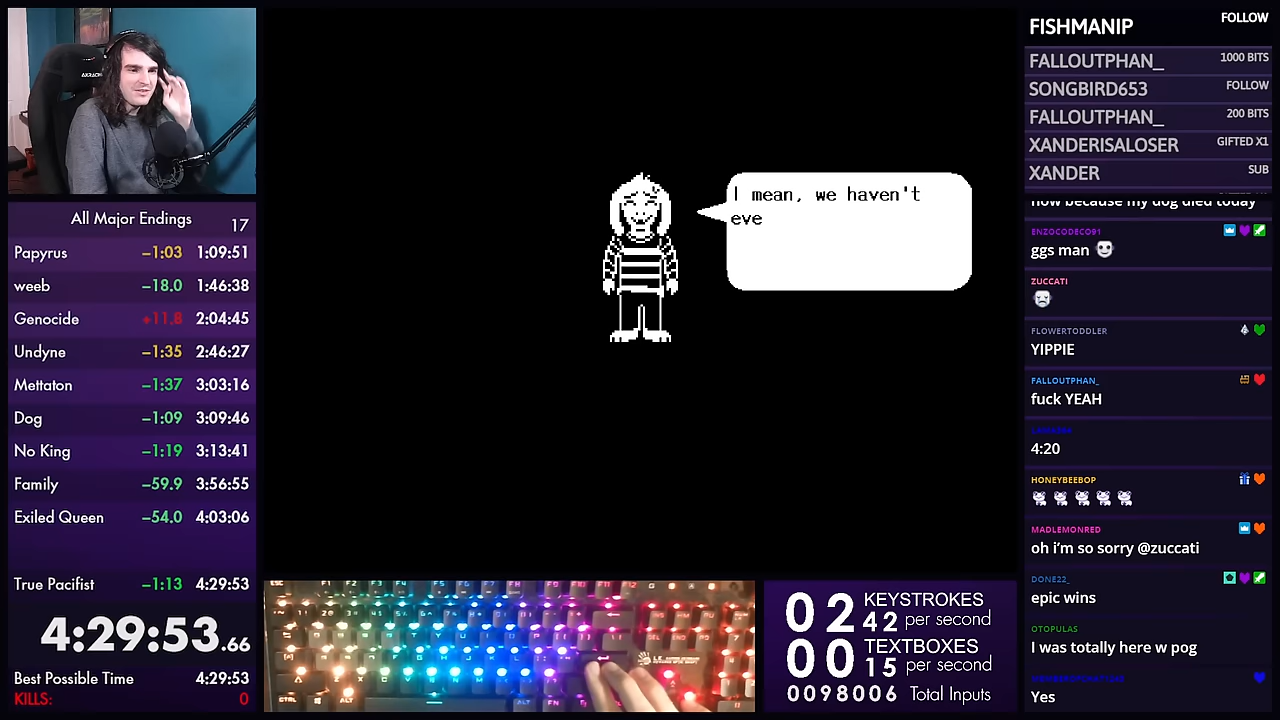 All Major Endings 17
Papyrus −1:03 1:09:51
weeb −18.0 1:46:38
Genocide +11.8 2:04:45
Undyne −1:35 2:46:27
Mettaton −1:37 3:03:16
Dog −1:09 3:09:46
No King −1:19 3:13:41
Family −59.9 3:56:55
Exiled Queen −54.0 4:03:06
True Pacifist −1:13 4:29:53
4:29:53.66
Best Possible Time 4:29:53
KILLS: 0
I mean, we haven't
eve
02 KEYSTROKES
42 per second
00 TEXTBOXES
15 per second
0098006 Total Inputs
FISHMANIP FOLLOW
FALLOUTPHAN_ 1000 BITS
SONGBIRD653 FOLLOW
FALLOUTPHAN_ 200 BITS
XANDERISALOSER GIFTED X1
XANDER SUB
now because my dog died today
ENZOCODECO91
ggs man
ZUCCATI
FLOWERTODDLER
YIPPIE
FALLOUTPHAN_
fuck YEAH
4:20
HONEYBEEBOP
MADLEMONRED
oh i'm so sorry @zuccati
DONE22_
epic wins
OTOPULAS
I was totally here w pog
Yes